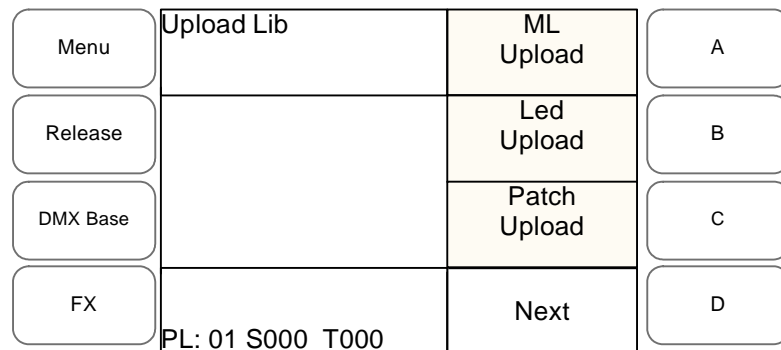 Menu
Upload Lib
ML
Upload
A
Release
Led
Upload
B
DMX Base
Patch
Upload
C
FX
PL: 01 S000  T000
Next
D